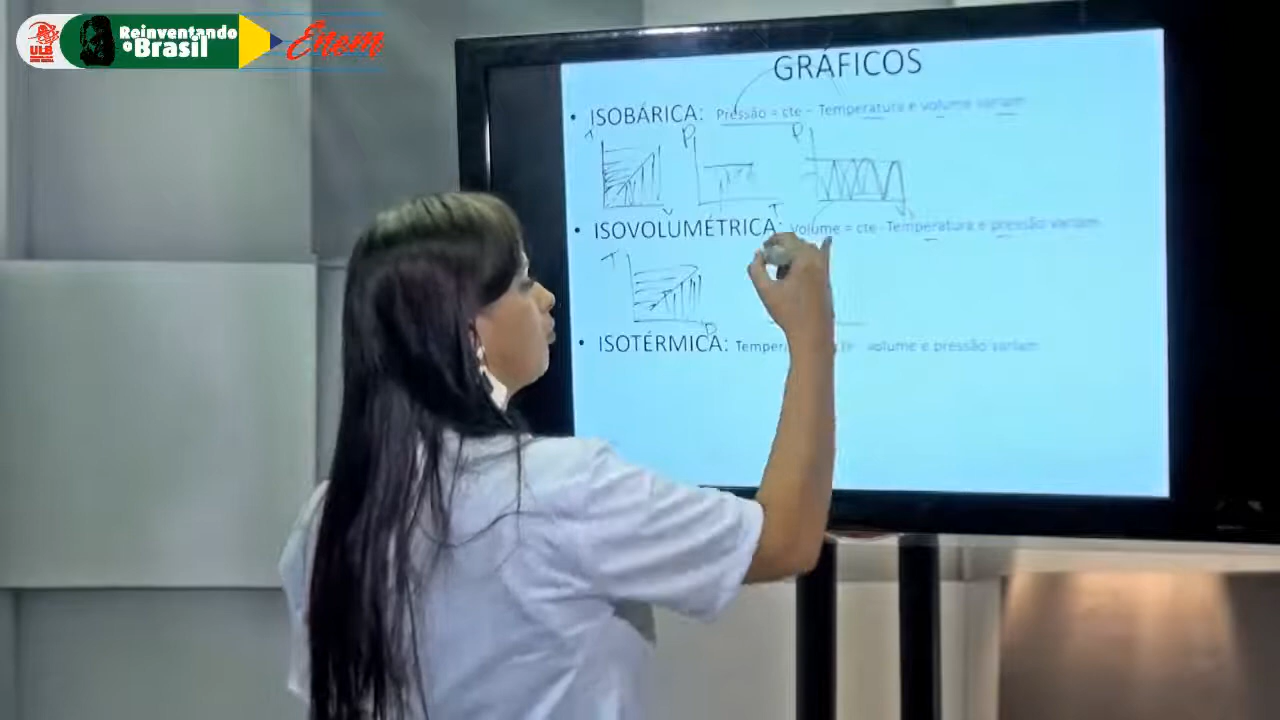 ULB
Reinventando
o Brasil
Enem
GRÁFICOS
• ISOBÁRICA: Pressão = cte – Temperatura e volume variam
T
P
P
V
T
V
• ISOVOLUMÉTRICA: Volume = cte - Temperatura e pressão variam
T
P
• ISOTÉRMICA: volume e pressão variam